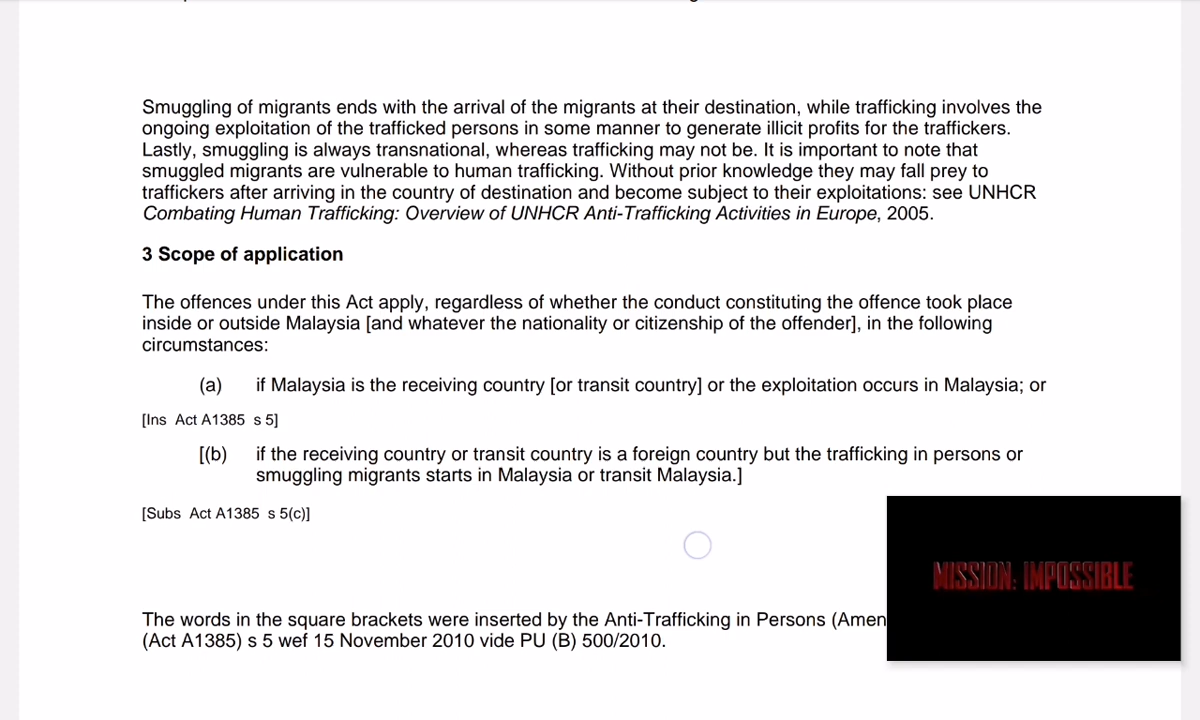 Smuggling of migrants ends with the arrival of the migrants at their destination, while trafficking involves the
ongoing exploitation of the trafficked persons in some manner to generate illicit profits for the traffickers.
Lastly, smuggling is always transnational, whereas trafficking may not be. It is important to note that
smuggled migrants are vulnerable to human trafficking. Without prior knowledge they may fall prey to
traffickers after arriving in the country of destination and become subject to their exploitations: see UNHCR
Combating Human Trafficking: Overview of UNHCR Anti-Trafficking Activities in Europe, 2005.
3 Scope of application
The offences under this Act apply, regardless of whether the conduct constituting the offence took place
inside or outside Malaysia [and whatever the nationality or citizenship of the offender], in the following
circumstances:
(a) if Malaysia is the receiving country [or transit country] or the exploitation occurs in Malaysia; or
[Ins Act A1385 s 5]
[(b) if the receiving country or transit country is a foreign country but the trafficking in persons or
smuggling migrants starts in Malaysia or transit Malaysia.]
[Subs Act A1385 s 5(c)]
MISSION: IMPOSSIBLE
The words in the square brackets were inserted by the Anti-Trafficking in Persons (Amen
(Act A1385) s 5 wef 15 November 2010 vide PU (B) 500/2010.